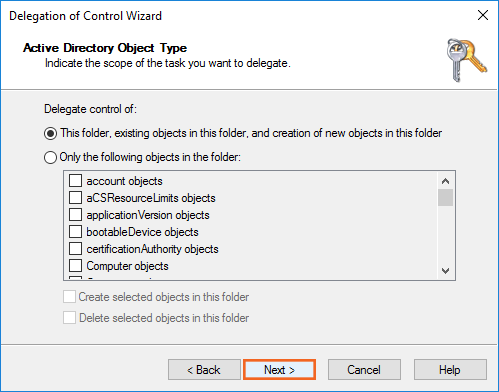 Delegation of Control Wizard
Active Directory Object Type
Indicate the scope of the task you want to delegate.
Delegate control of:
This folder, existing objects in this folder, and creation of new objects in this folder
Only the following objects in the folder:
account objects
aCSResourceLimits objects
applicationVersion objects
bootableDevice objects
certificationAuthority objects
Computer objects
Create selected objects in this folder
Delete selected objects in this folder
< Back
Next >
Cancel
Help